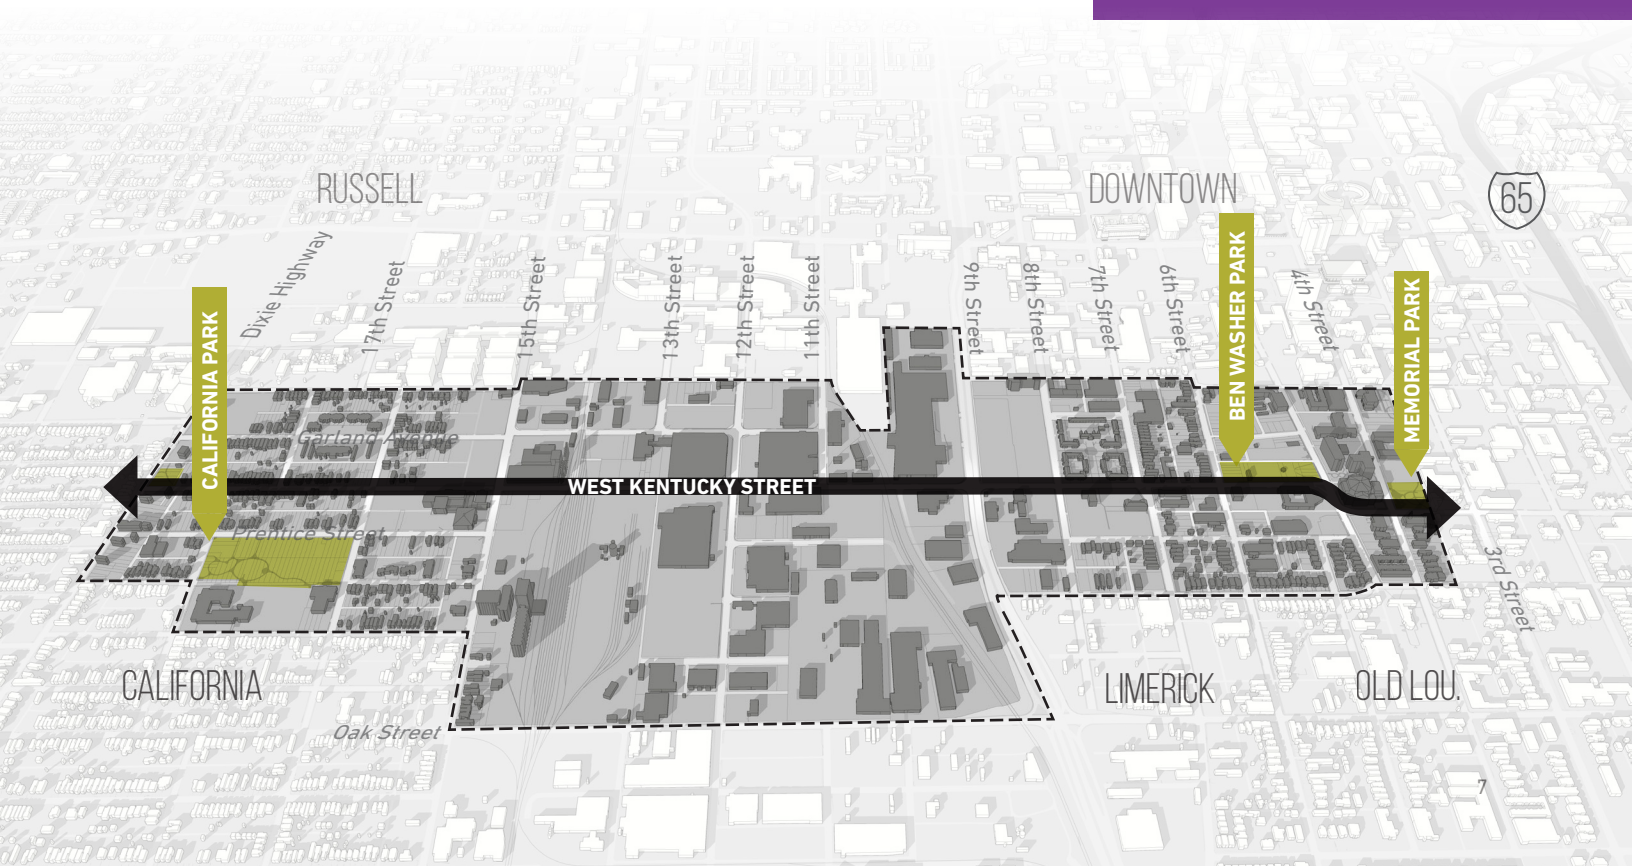 RUSSELL
DOWNTOWN
65
Dixie Highway
17th Street
15th Street
13th Street
12th Street
11th Street
9th Street
8th Street
7th Street
6th Street
4th Street
CALIFORNIA PARK
BEN WASHER PARK
MEMORIAL PARK
Garland Avenue
WEST KENTUCKY STREET
Prentice Street
3rd Street
CALIFORNIA
LIMERICK
OLD LOU.
Oak Street
7